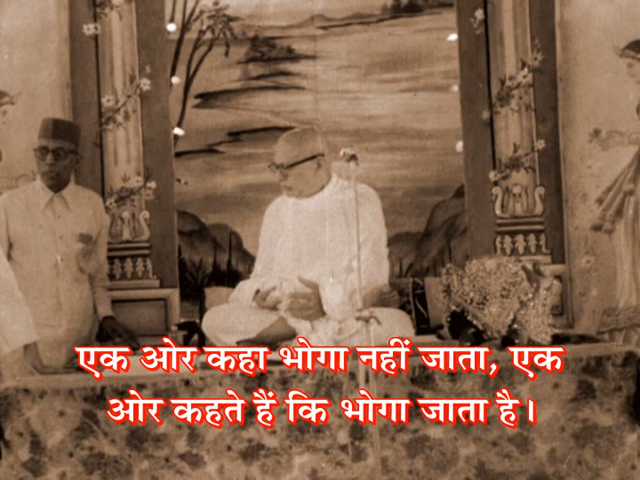 एक ओर कहा भोगा नहीं जाता, एक
ओर कहते हैं कि भोगा जाता है।